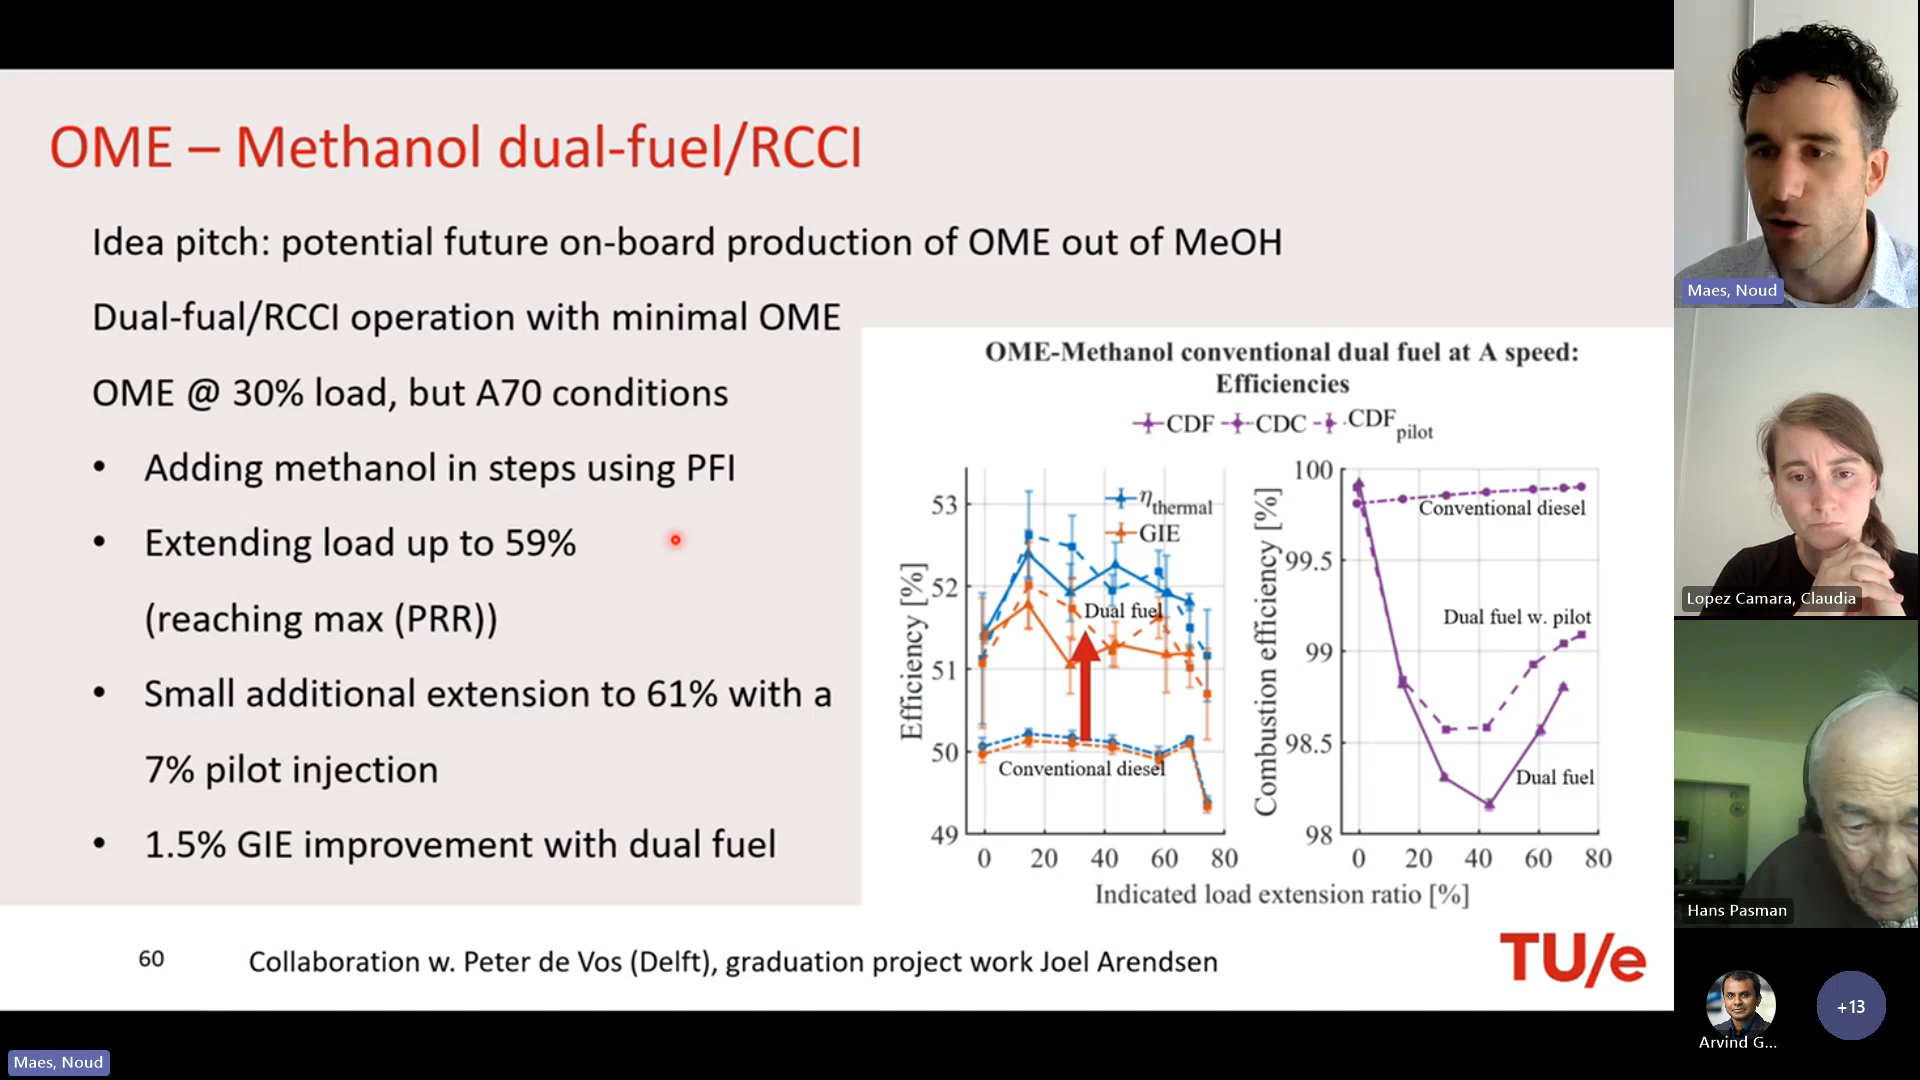 OME – Methanol dual-fuel/RCCI
Idea pitch: potential future on-board production of OME out of MeOH
Dual-fual/RCCI operation with minimal OME
OME @ 30% load, but A70 conditions
• Adding methanol in steps using PFI
• Extending load up to 59%
(reaching max (PRR))
• Small additional extension to 61% with a
7% pilot injection
• 1.5% GIE improvement with dual fuel
OME-Methanol conventional dual fuel at A speed:
Efficiencies
CDF CDC CDF pilot
Efficiency [%]
53
52
51
50
49
0 20 40 60 80
η thermal
GIE
Dual fuel
Conventional diesel
Combustion efficiency [%]
100
99.5
99
98.5
98
0 20 40 60 80
Conventional diesel
Dual fuel w. pilot
Dual fuel
Indicated load extension ratio [%]
60
Collaboration w. Peter de Vos (Delft), graduation project work Joel Arendsen
TU/e
Maes, Noud
Maes, Noud
Lopez Camara, Claudia
Hans Pasman
Arvind G...
+13